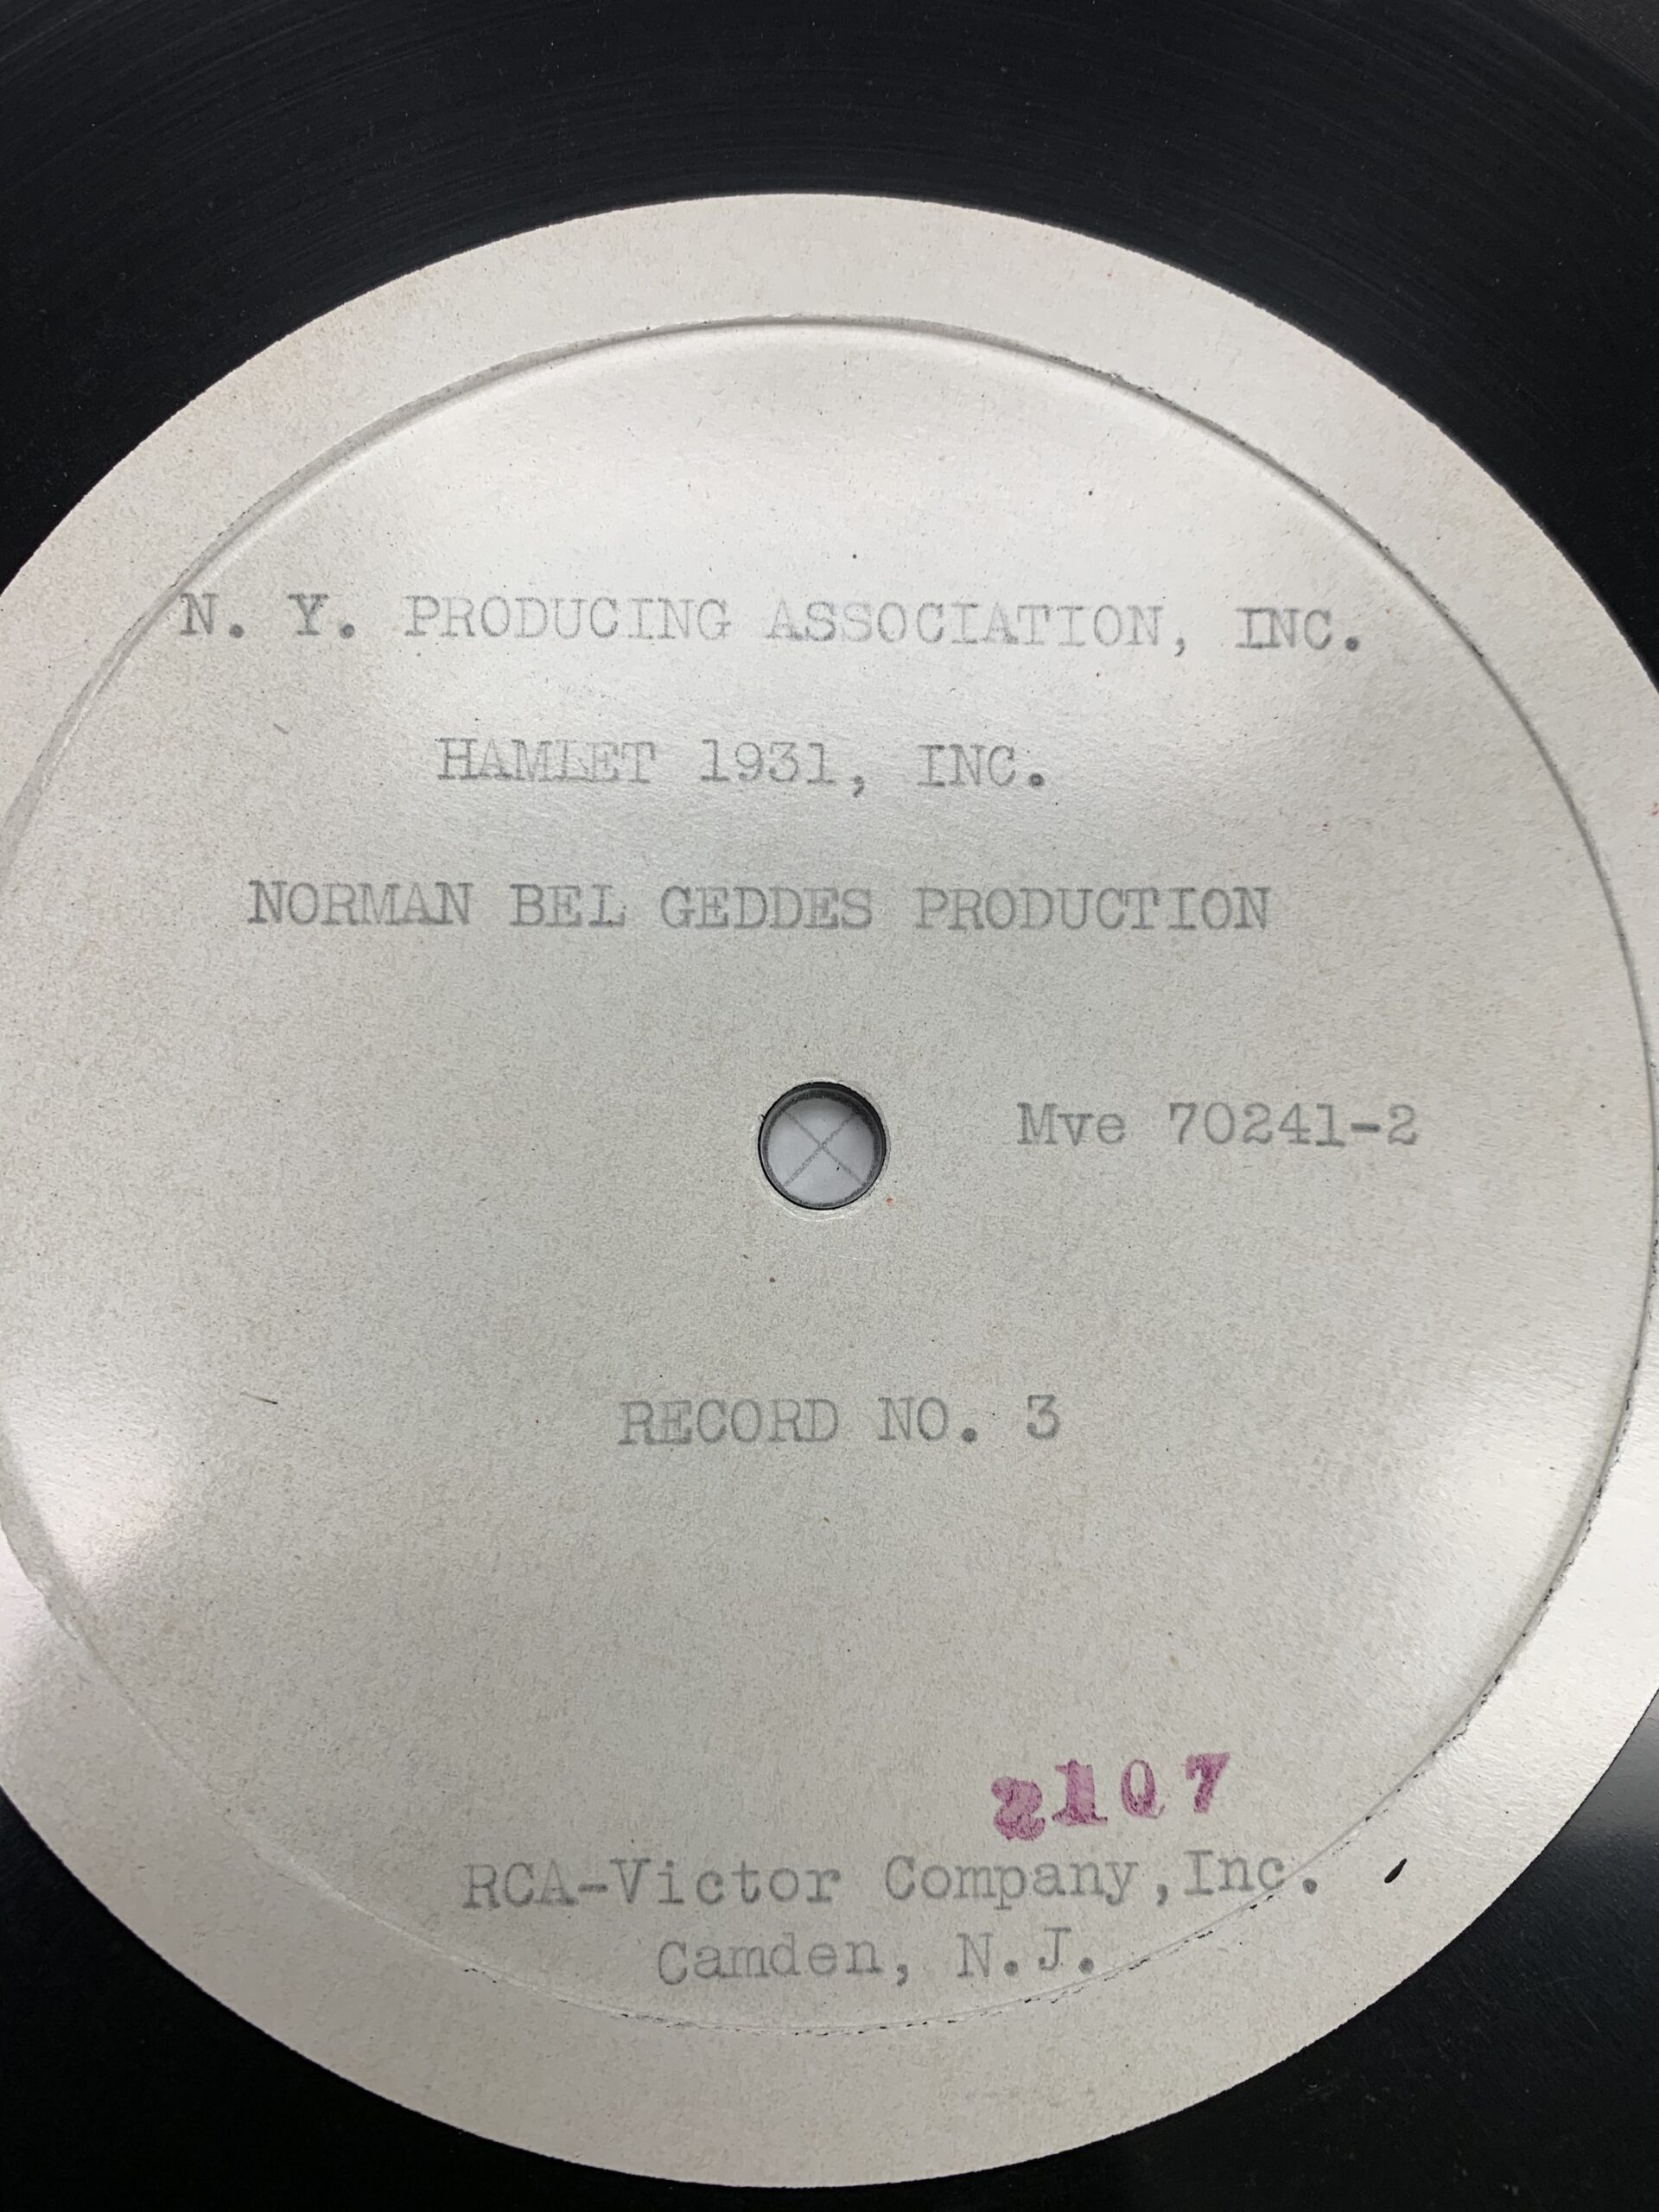 N. Y. PRODUCING ASSOCIATION, INC.
HAMLET 1931, INC.
NORMAN BEL GEDDES PRODUCTION
Mve 70241-2
RECORD NO. 3
2107
RCA-Victor Company,Inc.
Camden, N.J.